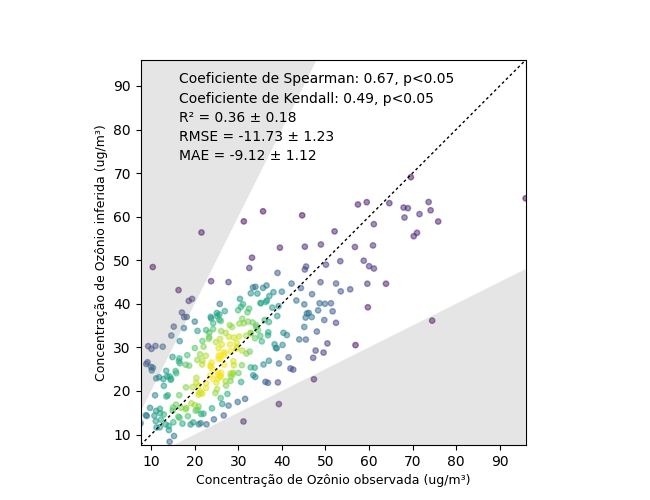 Coeficiente de Spearman: 0.67, p<0.05
Coeficiente de Kendall: 0.49, p<0.05
R² = 0.36 ± 0.18
RMSE = -11.73 ± 1.23
MAE = -9.12 ± 1.12
Concentração de Ozônio inferida (ug/m³)
90
80
70
60
50
40
30
20
10
10 20 30 40 50 60 70 80 90
Concentração de Ozônio observada (ug/m³)